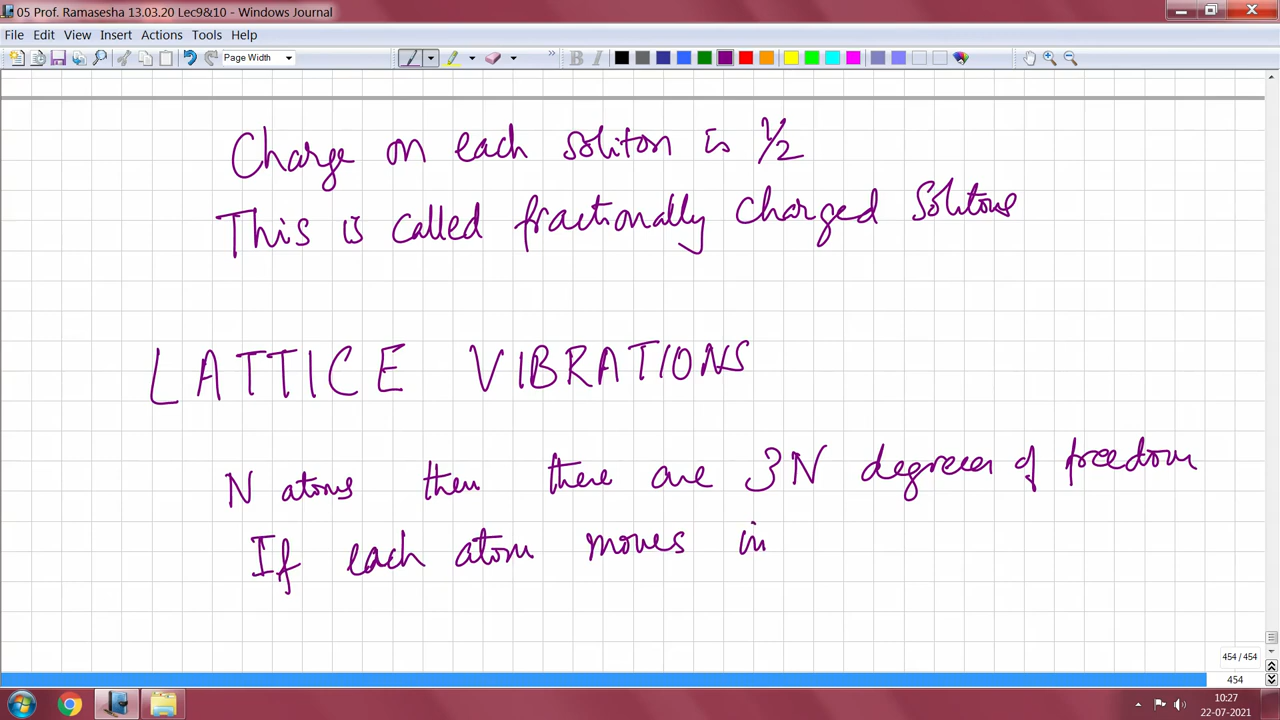 05 Prof. Ramasesha 13.03.20 Lec9&10 - Windows Journal
File Edit View Insert Actions Tools Help
Page Width
Charge on each soliton is 1/2
This is called fractionally charged solitons
LATTICE VIBRATIONS
N atoms then there are 3N degrees of freedom
If each atom moves in
454 / 454
454
10:27
22-07-2021